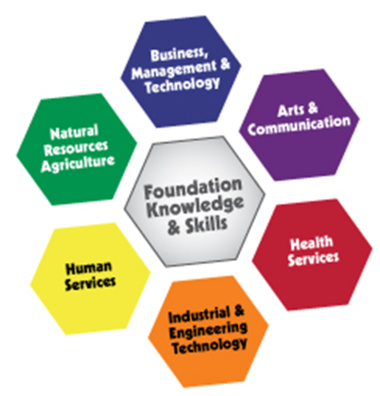 Business,
Management &
Technology
Arts &
Communication
Natural
Resources
Agriculture
Foundation
Knowledge
& Skills
Health
Services
Human
Services
Industrial &
Engineering
Technology